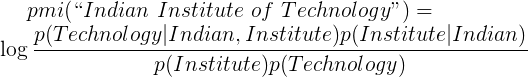 pmi(“Indian Institute of Technology”) =
log p(Technology|Indian, Institute)p(Institute|Indian)
p(Institute)p(Technology)